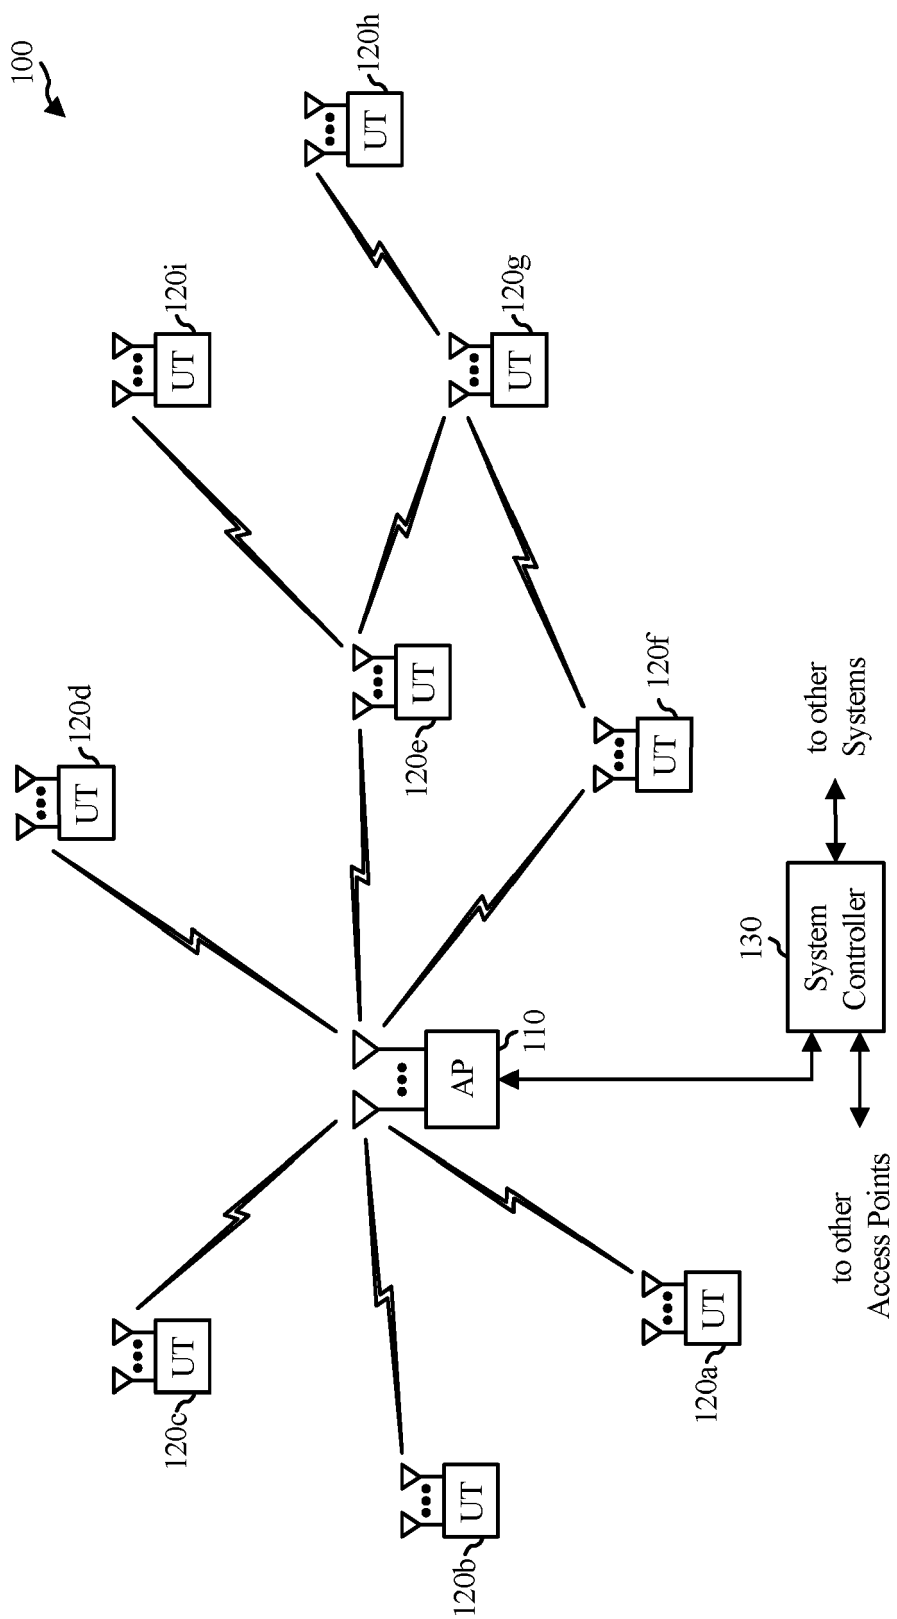 100
120d
UT
120i
UT
120c
UT
120h
UT
120e
UT
AP
110
120g
UT
120b
UT
120f
UT
120a
UT
130
System
Controller
to other
Systems
to other
Access Points